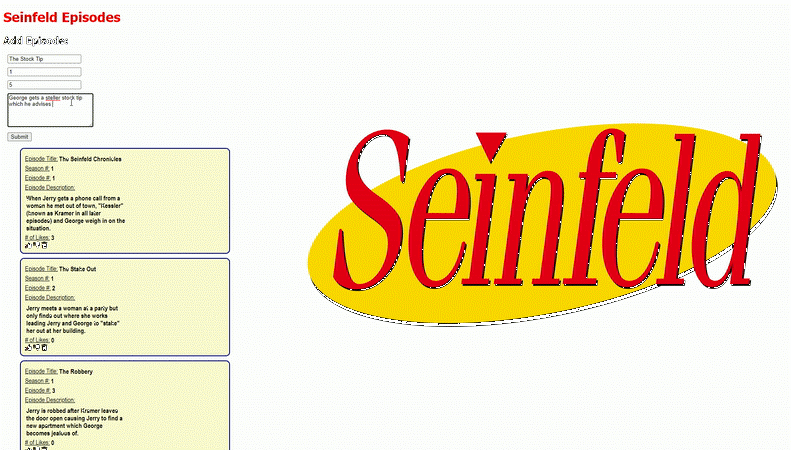 Seinfeld Episodes
Add Episode:
The Stock Tip
1
5
George gets a steller stock tip
which he advises
Submit
Episode Title: The Seinfeld Chronicles
Season #: 1
Episode #: 1
Episode Description:
When Jerry gets a phone call from a
woman he met out of town, "Kessler"
(known as Kramer in all later
episodes) and George weigh in on the
situation.
# of Likes: 3
Episode Title: The Stake Out
Season #: 1
Episode #: 2
Episode Description:
Jerry meets a woman at a party but
only finds out where she works
leading Jerry and George to "stake"
her out at her building.
# of Likes: 0
Episode Title: The Robbery
Season #: 1
Episode #: 3
Episode Description:
Jerry is robbed after Kramer leaves
the door open causing Jerry to find a
new apartment which George
becomes jealous of.
# of Likes: 0
Seinfeld